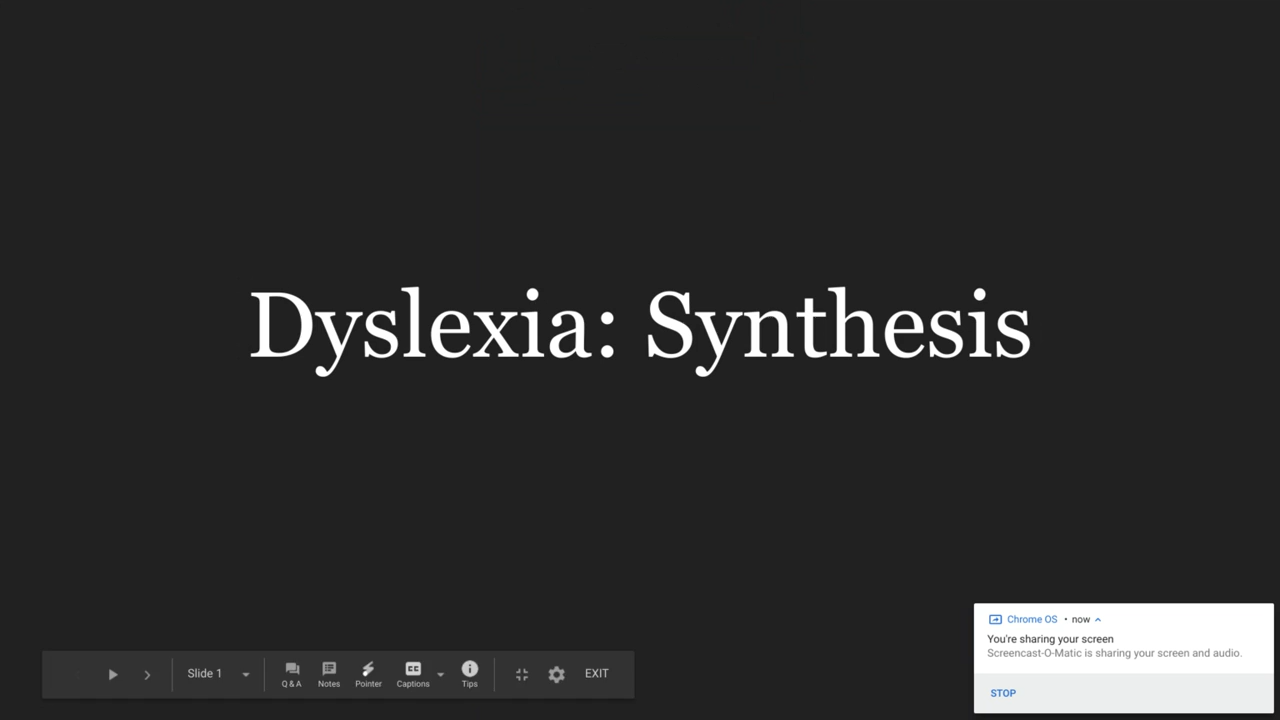 Dyslexia: Synthesis
Slide 1
Q & A
Notes
Pointer
Captions
Tips
EXIT
Chrome OS • now
You're sharing your screen
Screencast-O-Matic is sharing your screen and audio.
STOP